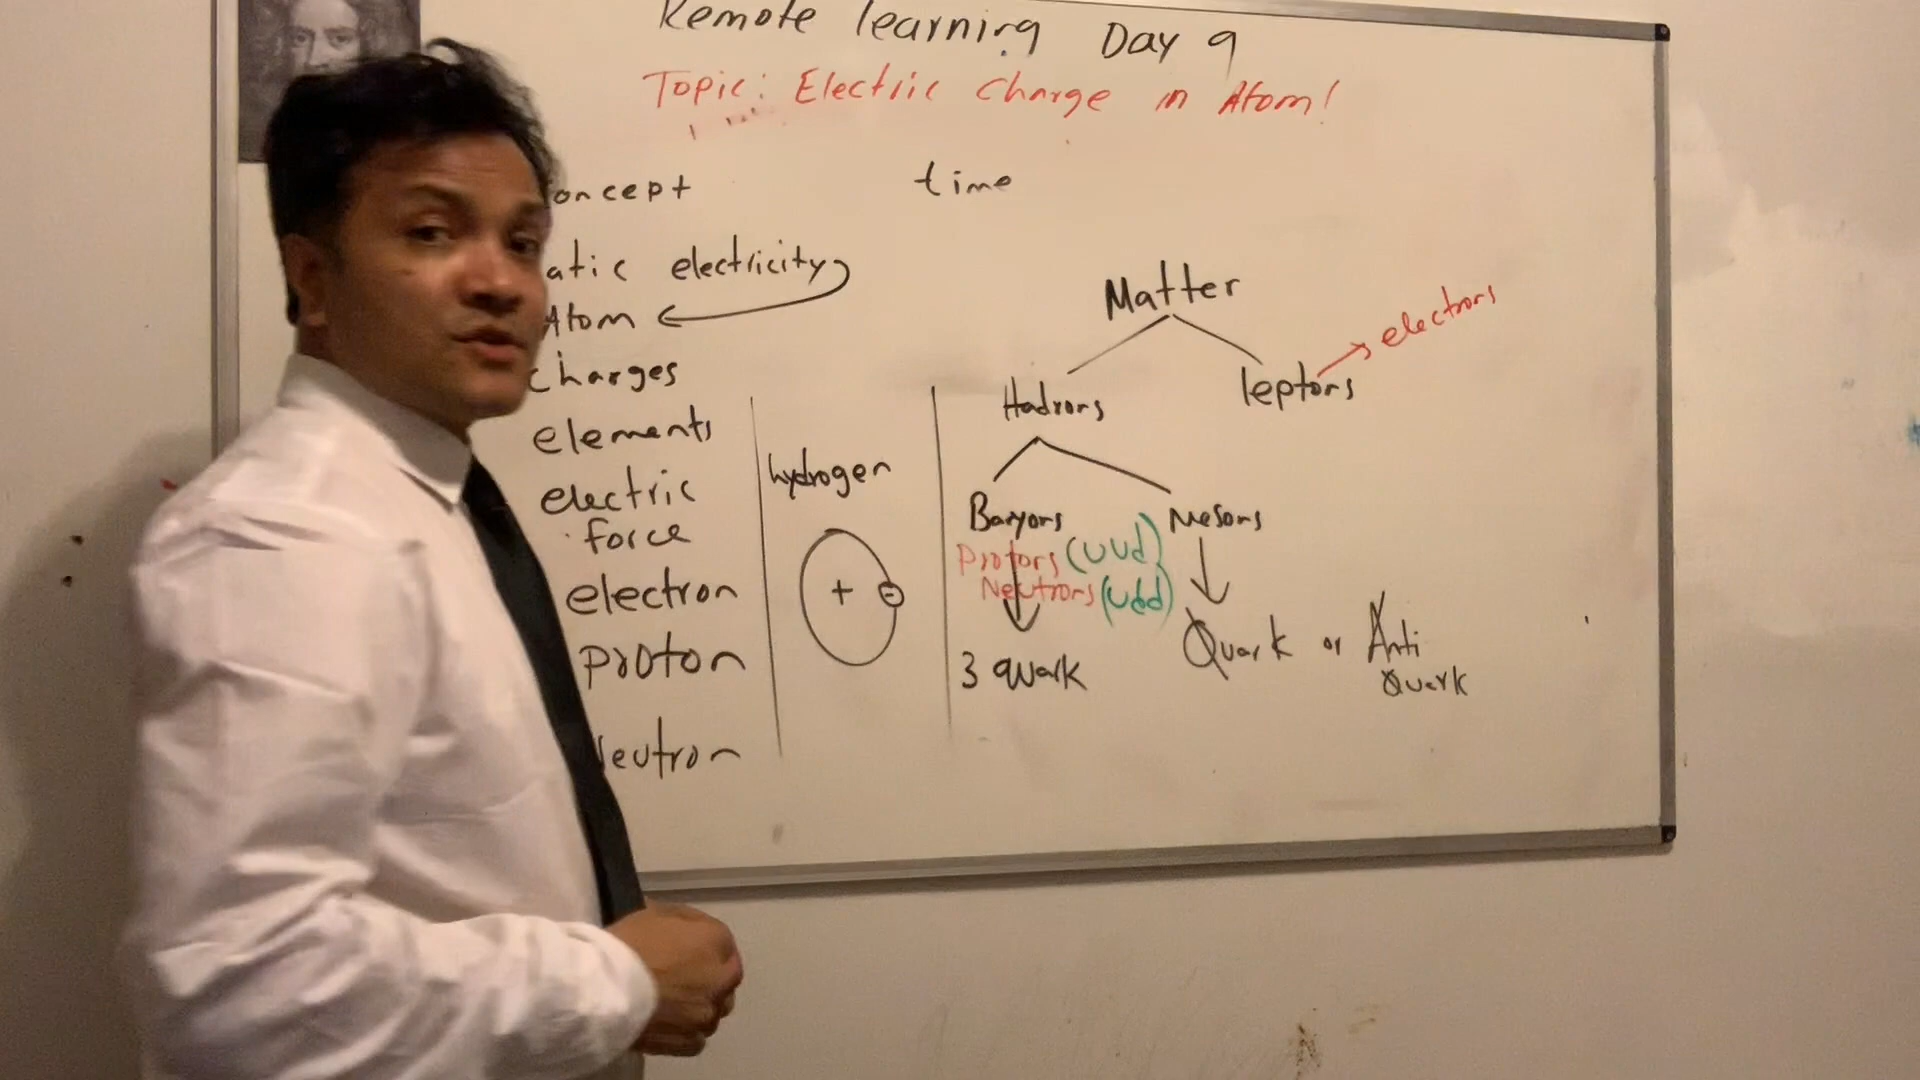 Remote learning Day 9
Topic: Electric Charge in Atom!
oncept
time
atic electricity
Atom
charges
elements
electric
force
electron
proton
eutron
hydrogen
+
-
Matter
Hadrons
leptons
electrons
Baryons
Mesons
Protons (uud)
Neutrons (udd)
3 quark
Quark or Anti
Quark